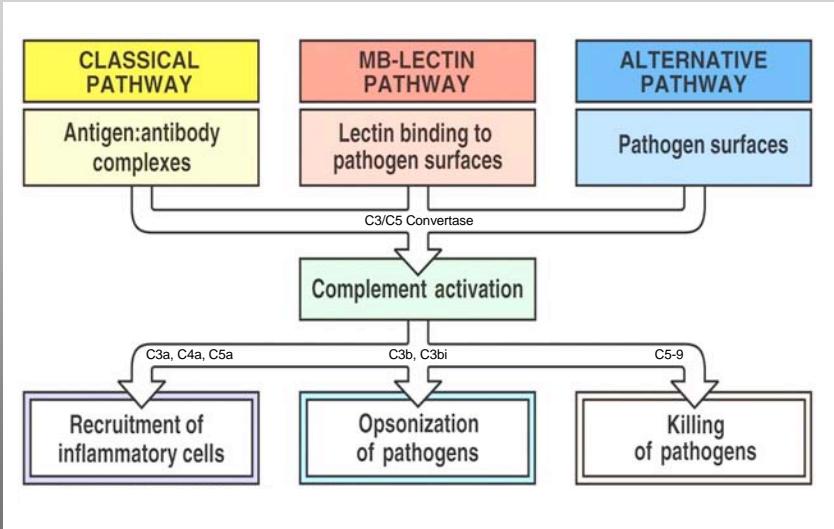 CLASSICAL
PATHWAY
MB-LECTIN
PATHWAY
ALTERNATIVE
PATHWAY
Antigen:antibody
complexes
Lectin binding to
pathogen surfaces
Pathogen surfaces
C3/C5 Convertase
Complement activation
C3a, C4a, C5a
C3b, C3bi
C5-9
Recruitment of
inflammatory cells
Opsonization
of pathogens
Killing
of pathogens